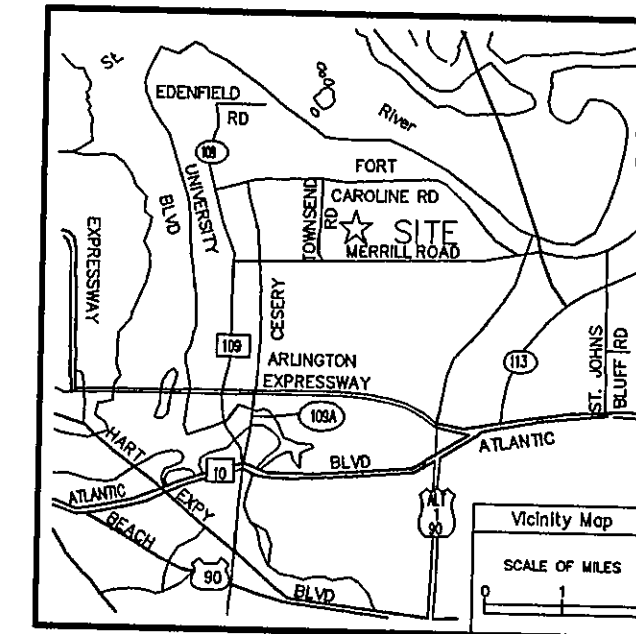 St
EDENFIELD
RD
River
109
FORT
UNIVERSITY
BLVD
TOWNSEND
RD
CAROLINE RD
SITE
MERRILL ROAD
EXPRESSWAY
CESERY
109
ARLINGTON
EXPRESSWAY
113
ST. JOHNS
BLUFF RD
109A
HART
EXPY
10
BLVD
ATLANTIC
ATLANTIC
BEACH
90
BLVD
ALT
1
90
Vicinity Map
SCALE OF MILES
0 1